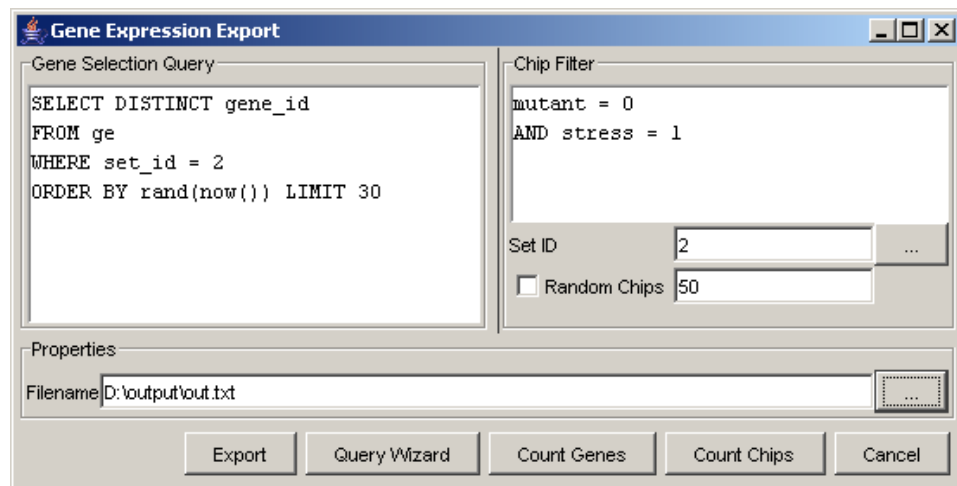 Gene Expression Export
Gene Selection Query
SELECT DISTINCT gene_id
FROM ge
WHERE set_id = 2
ORDER BY rand(now()) LIMIT 30
Chip Filter
mutant = 0
AND stress = 1
Set ID 2 ...
Random Chips 50
Properties
Filename D:\output\out.txt ...
Export Query Wizard Count Genes Count Chips Cancel